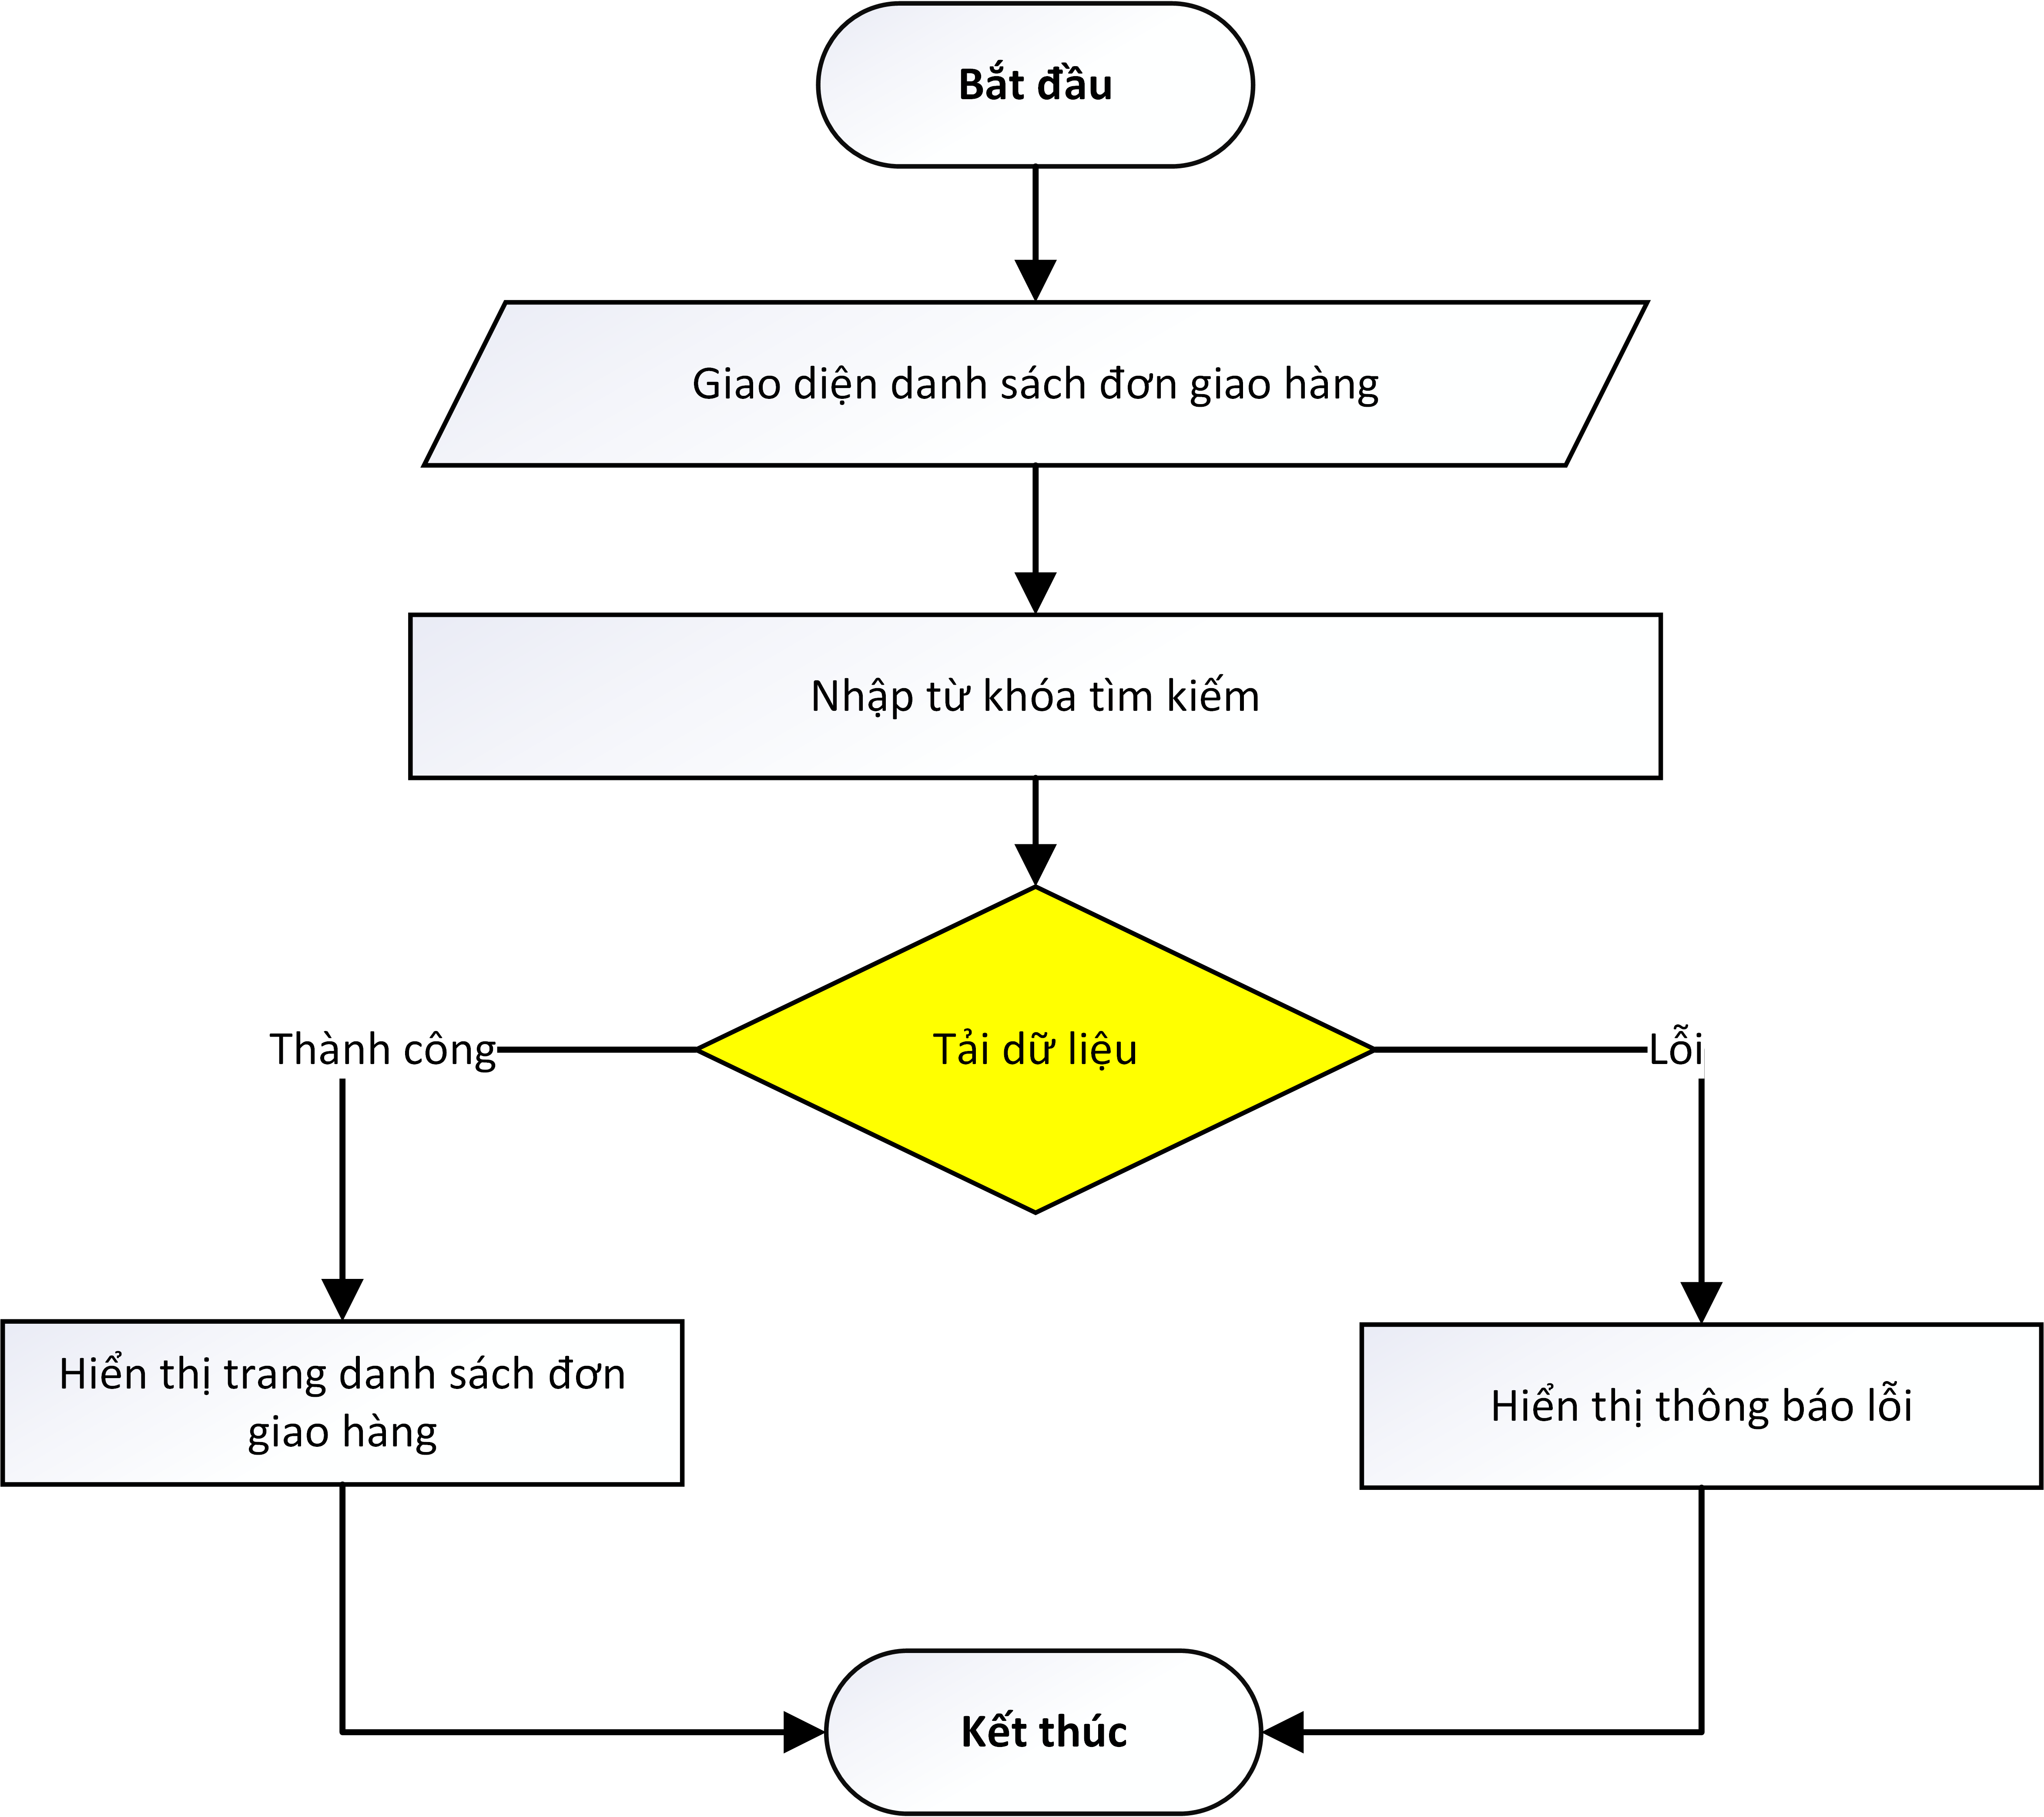 Bắt đầu
Giao diện danh sách đơn giao hàng
Nhập từ khóa tìm kiếm
Tải dữ liệu
Thành công
Lỗi
Hiển thị trang danh sách đơn
giao hàng
Hiển thị thông báo lỗi
Kết thúc